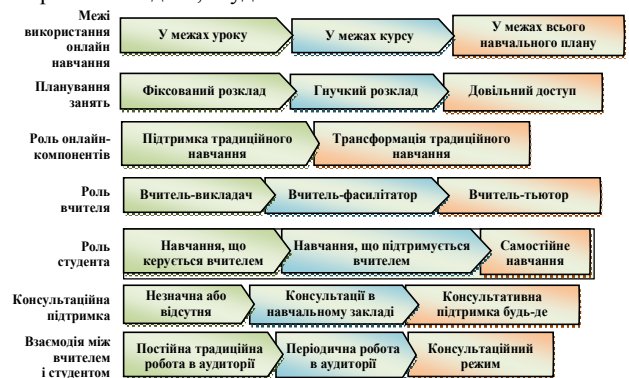 Межі
використання
онлайн
навчання
У межах уроку
У межах курсу
У межах всього
навчального плану
Планування
занять
Фіксований розклад
Гнучкий розклад
Довільний доступ
Роль онлайн-
компонентів
Підтримка традиційного
навчання
Трансформація традиційного
навчання
Роль
вчителя
Вчитель-викладач
Вчитель-фасилітатор
Вчитель-тьютор
Роль
студента
Навчання, що
керується вчителем
Навчання, що підтримується
вчителем
Самостійне
навчання
Консультаційна
підтримка
Незначна або
відсутня
Консультації в
навчальному закладі
Консультативна
підтримка будь-де
Взаємодія між
вчителем
і студентом
Постійна традиційна
робота в аудиторії
Періодична робота
в аудиторії
Консультаційний
режим